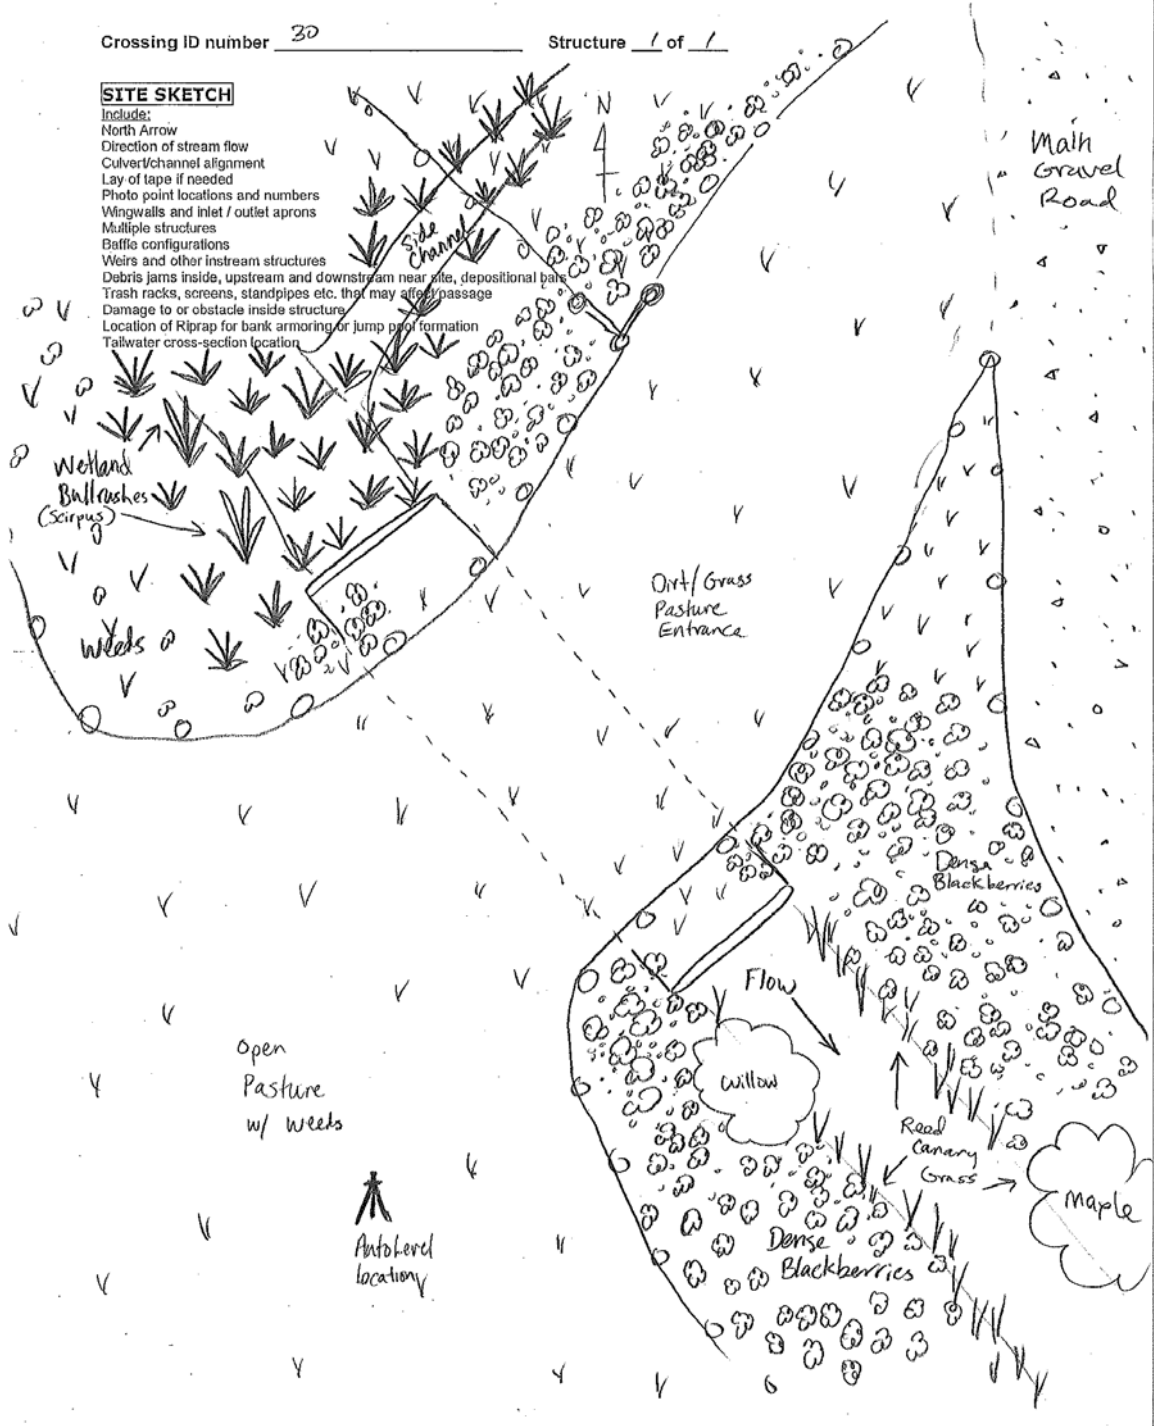 Crossing ID number 30 Structure 1 of 1
SITE SKETCH
Include:
North Arrow
Direction of stream flow
Culvert/channel alignment
Lay of tape if needed
Photo point locations and numbers
Wingwalls and inlet / outlet aprons
Multiple structures
Baffle configurations
Weirs and other instream structures
Debris jams inside, upstream and downstream near site, depositional bars
Trash racks, screens, standpipes etc. that may affect passage
Damage to or obstacle inside structure
Location of Riprap for bank armoring or jump pool formation
Tailwater cross-section location
N
Main
Gravel
Road
Side
Channel
Wetland
Bullrushes
(Scirpus)
Weeds
Dirt/Grass
Pasture
Entrance
Dense
Blackberries
Flow
Willow
Open
Pasture
w/ weeds
Reed
Canary
Grass
Maple
AutoLevel
location
Dense
Blackberries